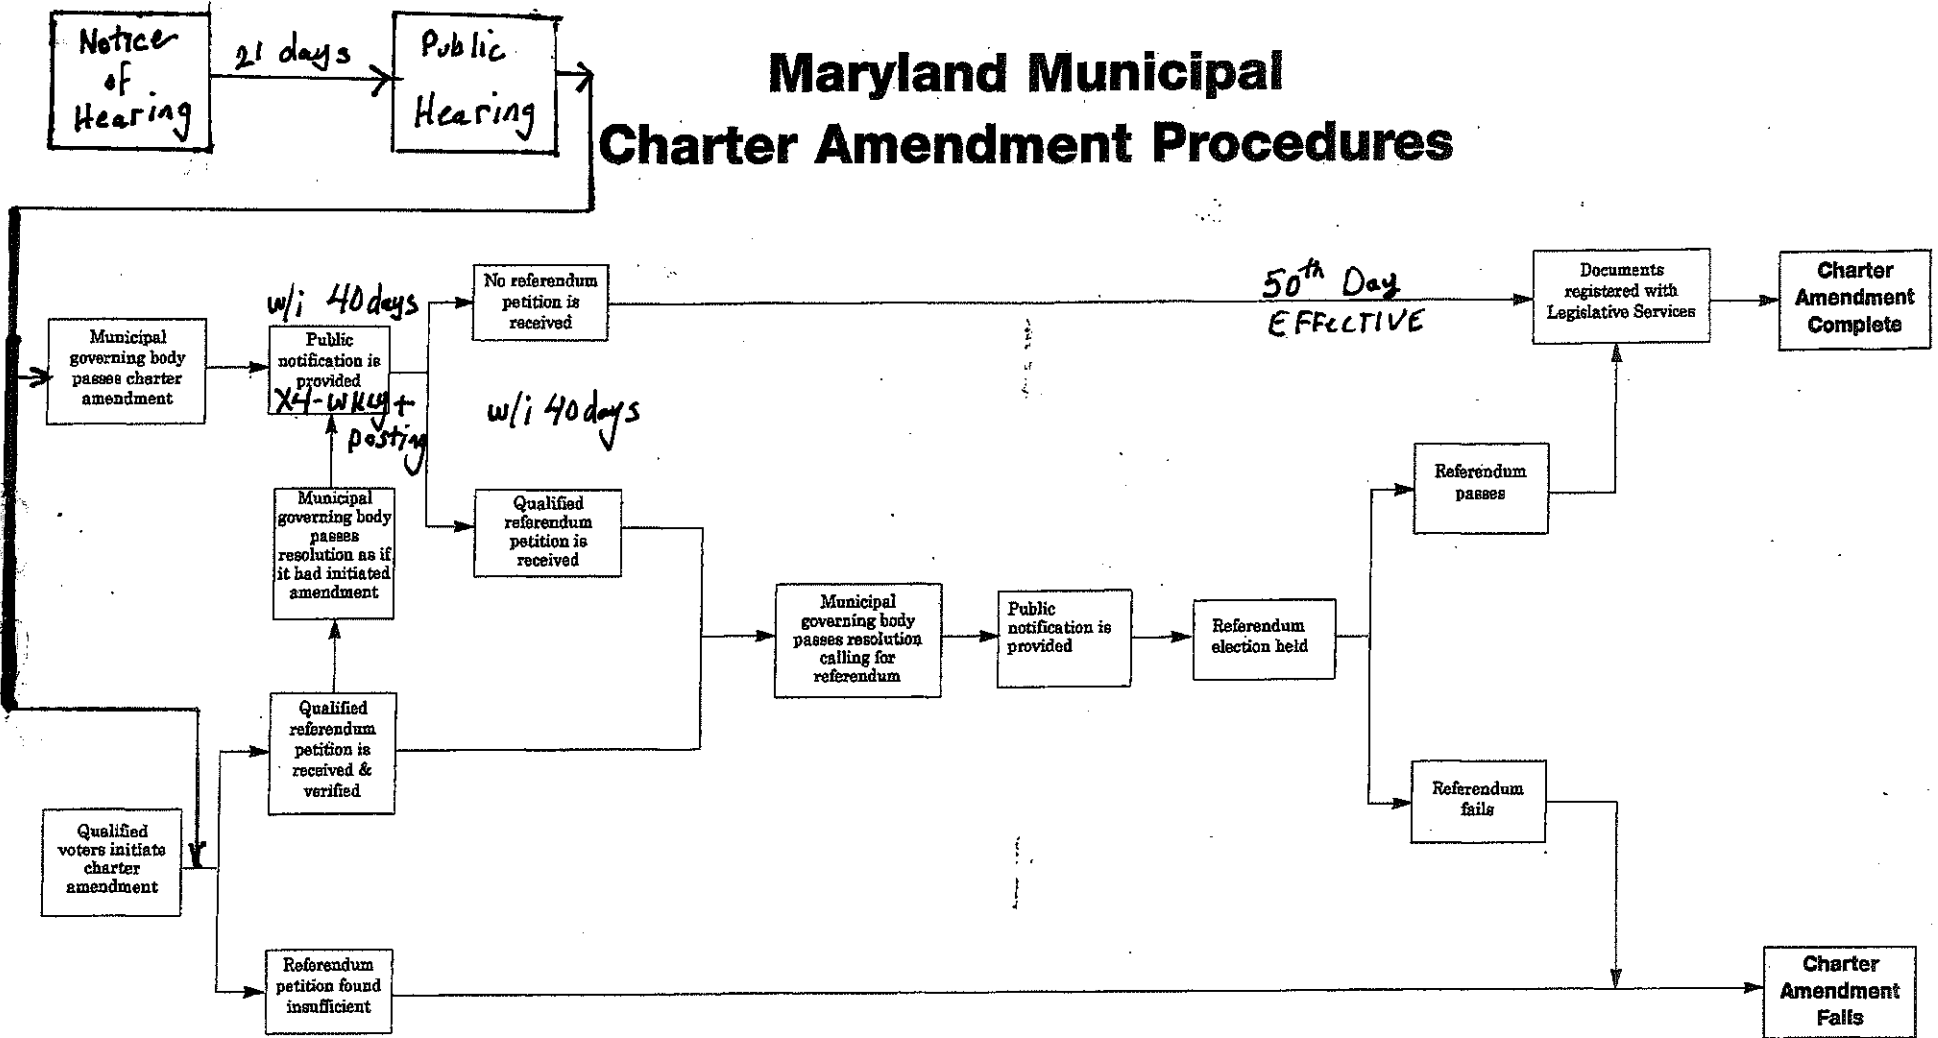 Notice
of
Hearing
21 days
Public
Hearing
Maryland Municipal
Charter Amendment Procedures
Municipal
governing body
passes charter
amendment
w/i 40 days
Public
notification is
provided
X4-wkly +
posting
No referendum
petition is
received
50th Day
EFFECTIVE
Documents
registered with
Legislative Services
Charter
Amendment
Complete
w/i 40 days
Municipal
governing body
passes
resolution as if
it had initiated
amendment
Qualified
referendum
petition is
received
Referendum
passes
Municipal
governing body
passes resolution
calling for
referendum
Public
notification is
provided
Referendum
election held
Qualified
referendum
petition is
received &
verified
Referendum
fails
Qualified
voters initiate
charter
amendment
Referendum
petition found
insufficient
Charter
Amendment
Fails